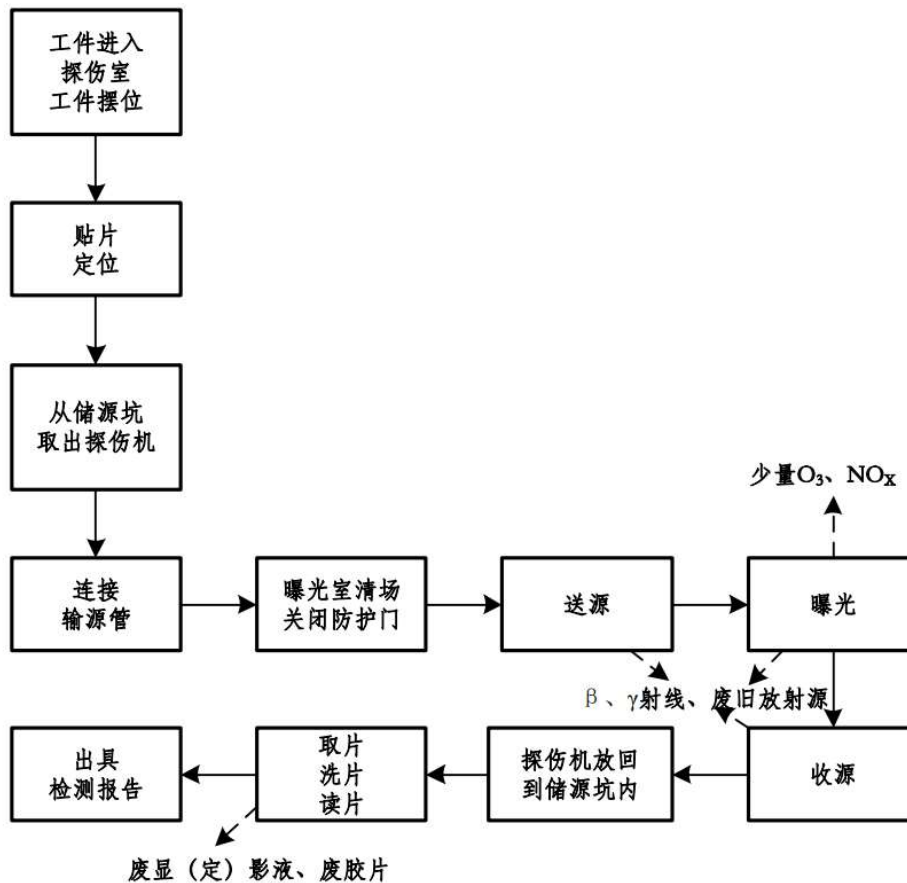 工件进入
探伤室
工件摆位
贴片
定位
从储源坑
取出探伤机
少量O₃、NOX
连接
输源管
曝光室清场
关闭防护门
送源
曝光
β、γ射线、废旧放射源
出具
检测报告
取片
洗片
读片
探伤机放回
到储源坑内
收源
废显（定）影液、废胶片